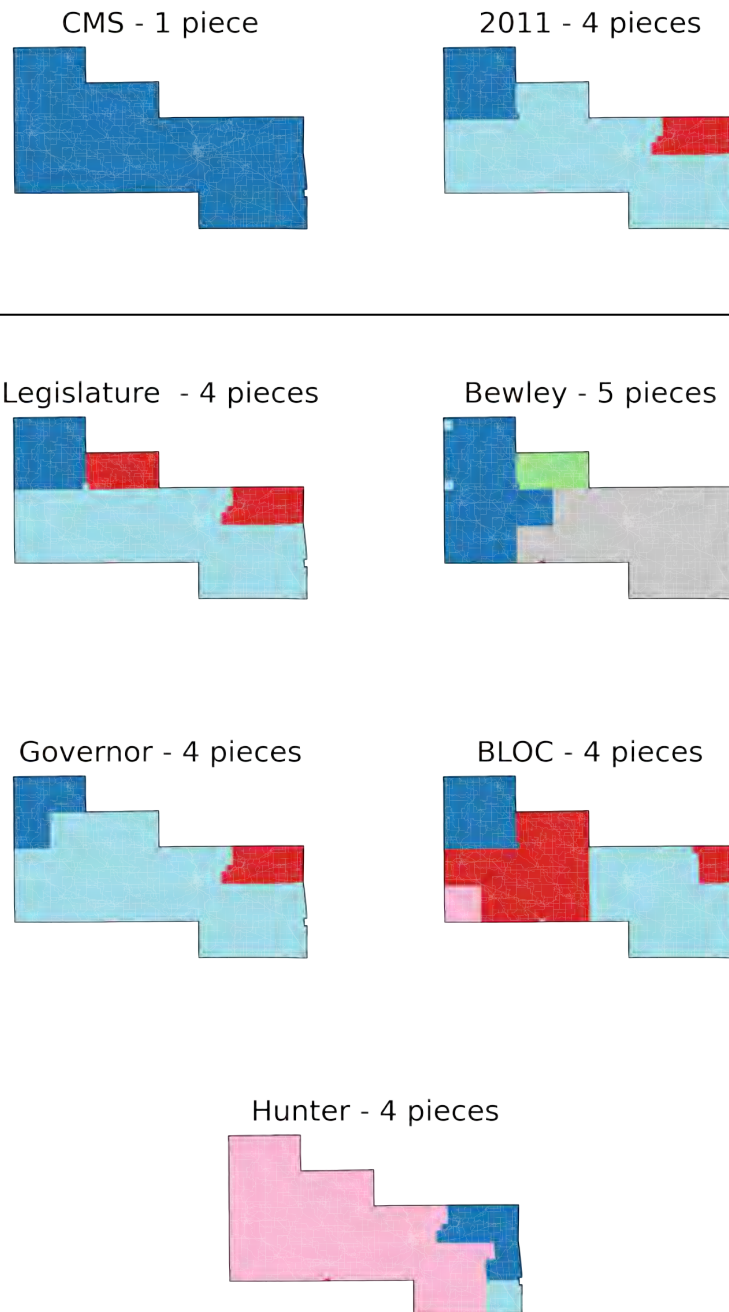 CMS - 1 piece
2011 - 4 pieces
Legislature - 4 pieces
Bewley - 5 pieces
Governor - 4 pieces
BLOC - 4 pieces
Hunter - 4 pieces